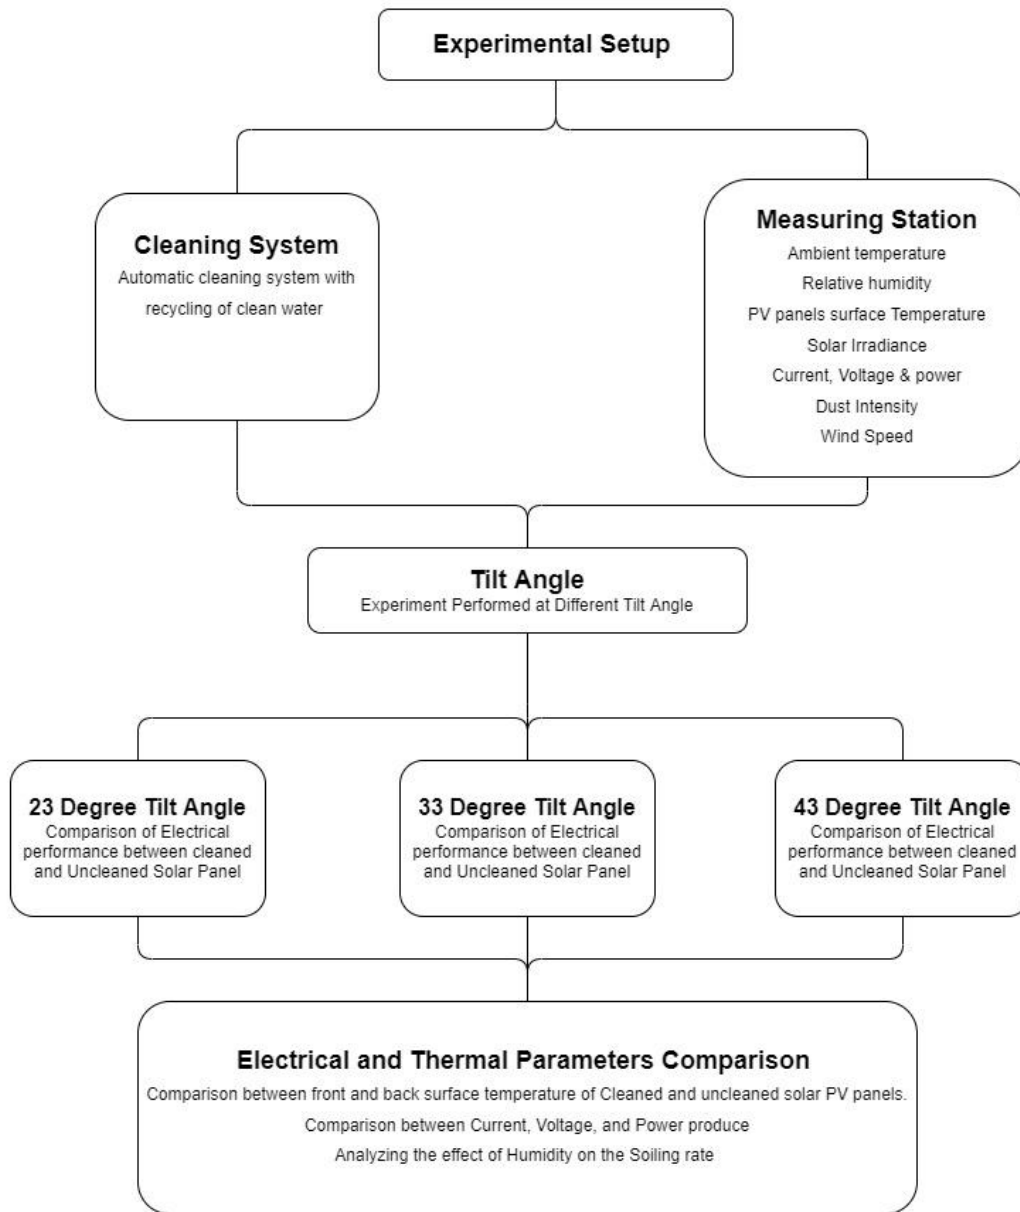 Experimental Setup
Cleaning System
Automatic cleaning system with
recycling of clean water
Measuring Station
Ambient temperature
Relative humidity
PV panels surface Temperature
Solar Irradiance
Current, Voltage & power
Dust Intensity
Wind Speed
Tilt Angle
Experiment Performed at Different Tilt Angle
23 Degree Tilt Angle
Comparison of Electrical
performance between cleaned
and Uncleaned Solar Panel
33 Degree Tilt Angle
Comparison of Electrical
performance between cleaned
and Uncleaned Solar Panel
43 Degree Tilt Angle
Comparison of Electrical
performance between cleaned
and Uncleaned Solar Panel
Electrical and Thermal Parameters Comparison
Comparison between front and back surface temperature of Cleaned and uncleaned solar PV panels.
Comparison between Current, Voltage, and Power produce
Analyzing the effect of Humidity on the Soiling rate